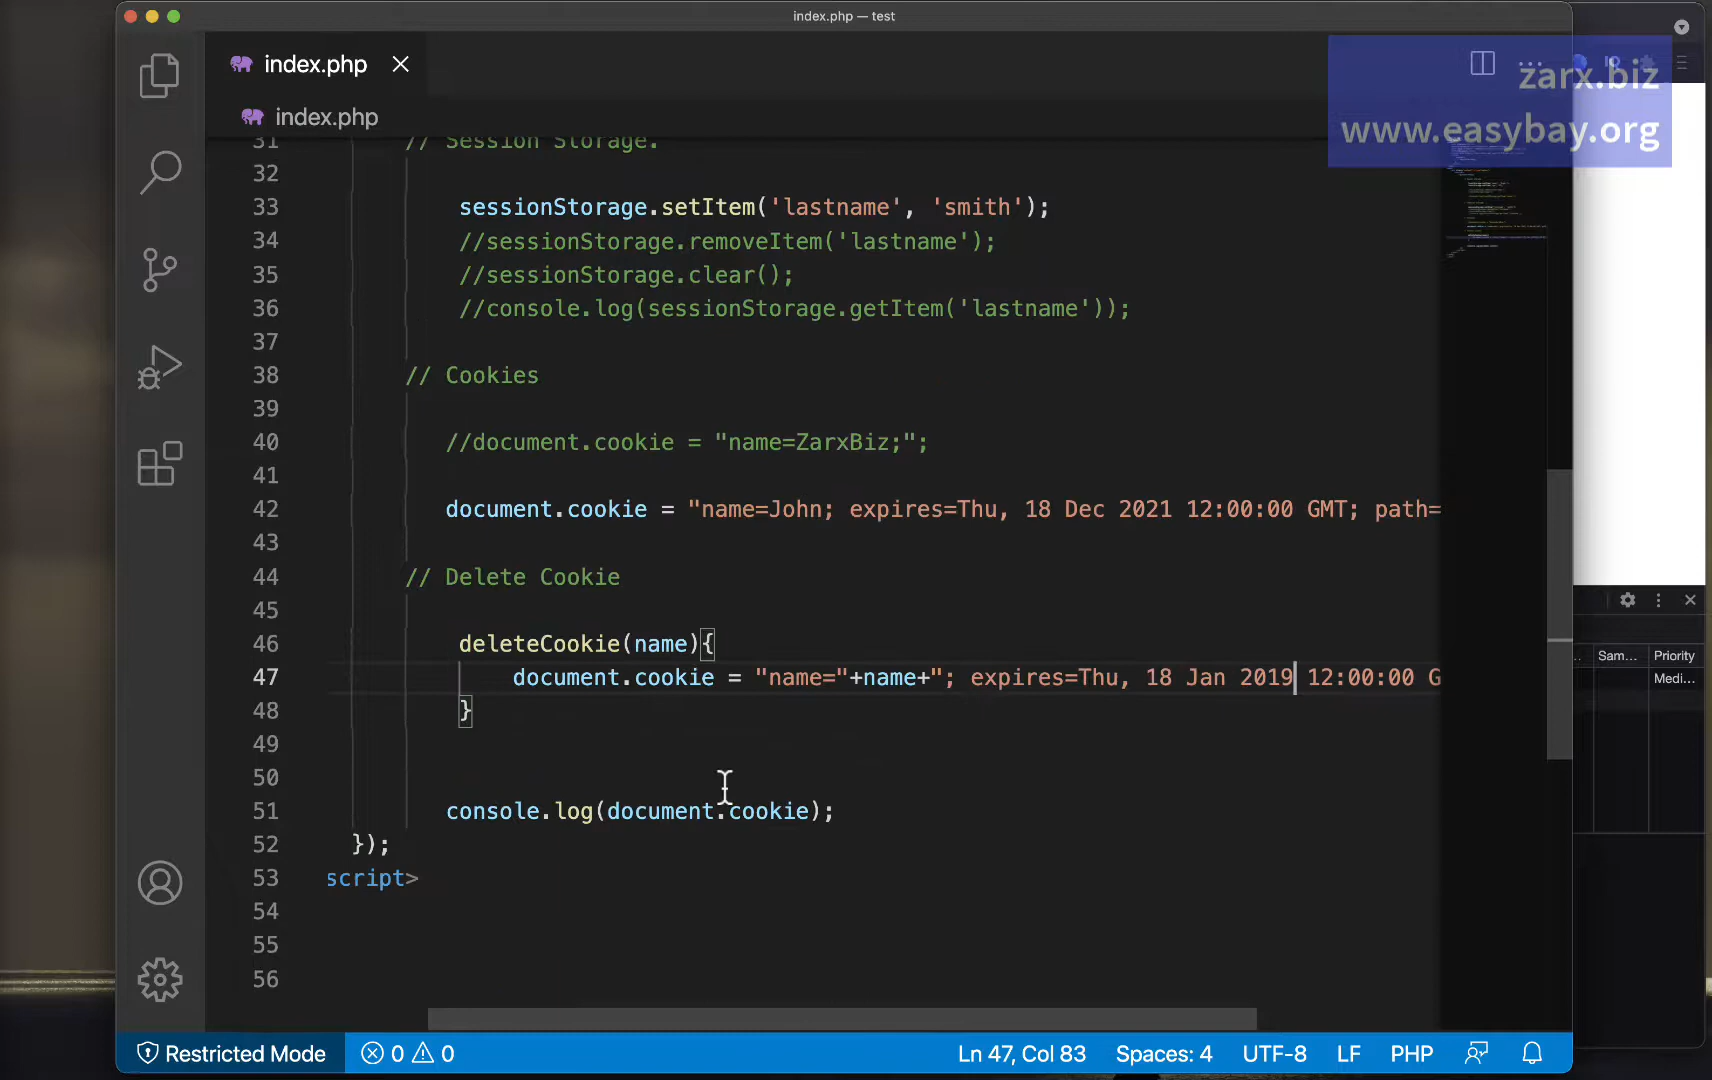 index.php — test
index.php
zarx.biz
index.php
www.easybay.org
31 // Session Storage.
32
33 sessionStorage.setItem('lastname', 'smith');
34 //sessionStorage.removeItem('lastname');
35 //sessionStorage.clear();
36 //console.log(sessionStorage.getItem('lastname'));
37
38 // Cookies
39
40 //document.cookie = "name=ZarxBiz;";
41
42 document.cookie = "name=John; expires=Thu, 18 Dec 2021 12:00:00 GMT; path=
43
44 // Delete Cookie
45
46 deleteCookie(name){
47 document.cookie = "name="+name+"; expires=Thu, 18 Jan 2019 12:00:00 G
48 }
49
50
51 console.log(document.cookie);
52 });
53 script>
54
55
56
Sam... Priority
Medi...
Restricted Mode 0 0 Ln 47, Col 83 Spaces: 4 UTF-8 LF PHP